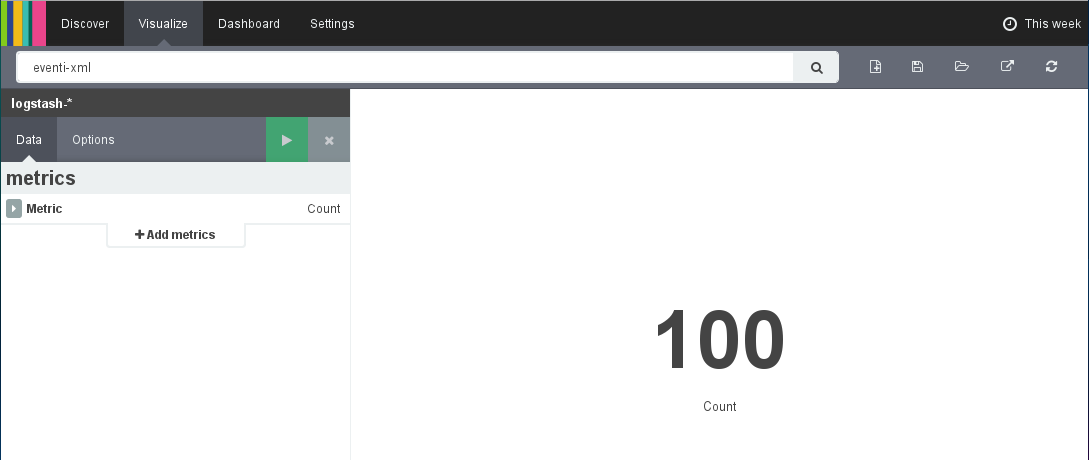 Discover Visualize Dashboard Settings This week
eventi-xml
logstash-*
Data Options
metrics
Metric Count
Add metrics
100
Count